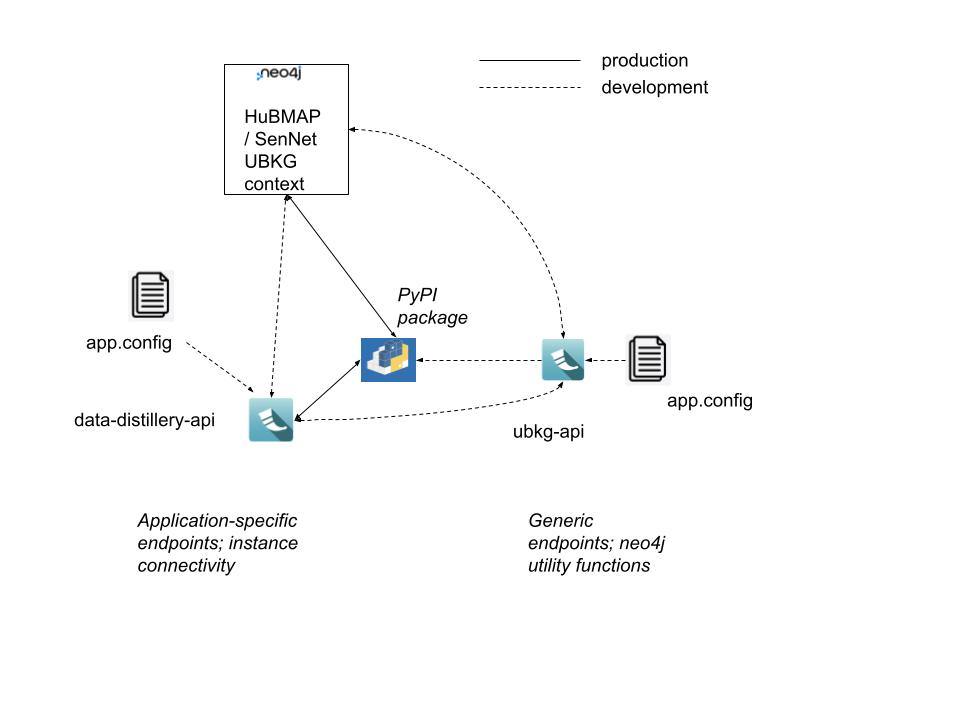 production
development
neo4j
HuBMAP
/ SenNet
UBKG
context
PyPI
package
app.config
app.config
data-distillery-api
ubkg-api
Application-specific
endpoints; instance
connectivity
Generic
endpoints; neo4j
utility functions